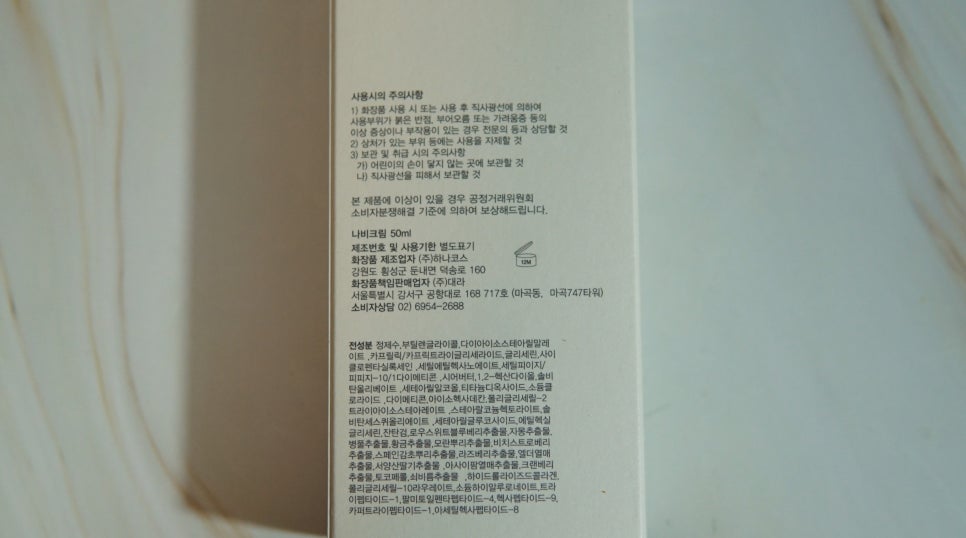 사용시의 주의사항
1) 화장품 사용 시 또는 사용 후 직사광선에 의하여
사용부위가 붉은 반점, 부어오름 또는 가려움증 등의
이상 증상이나 부작용이 있는 경우 전문의 등과 상담할 것
2) 상처가 있는 부위 등에는 사용을 자제할 것
3) 보관 및 취급 시의 주의사항
가) 어린이의 손이 닿지 않는 곳에 보관할 것
나) 직사광선을 피해서 보관할 것
본 제품에 이상이 있을 경우 공정거래위원회
소비자분쟁해결 기준에 의하여 보상해드립니다.
나비크림 50ml
제조번호 및 사용기한 별도표기
화장품 제조업자 (주)하나코스
강원도 횡성군 둔내면 덕송로 160
화장품책임판매업자 (주)대라
서울특별시 강서구 공항대로 168 717호 (마곡동, 마곡747타워)
소비자상담 02) 6954-2688
12M
전성분 정제수,부틸렌글라이콜,다이아이소스테아릴말레
이트 ,카프릴릭/카프릭트라이글리세라이드,글리세린,사이
클로펜타실록세인 ,세틸에틸헥사노에이트,세틸피이지/
피피지-10/1다이메티콘 ,시어버터,1,2-헥산다이올,솔비
탄올리베이트 ,세테아릴알코올,티타늄디옥사이드,소듐클
로라이드 ,다이메티콘,아이소헥사데칸,폴리글리세릴-2
트라이아이소스테아레이트 ,스테아랄코늄헥토라이트,솔
비탄세스퀴올리에이트 ,세테아릴글루코사이드,에틸헥실
글리세린,잔탄검,로우스위트블루베리추출물,자몽추출물,
병풀추출물,황금추출물,모란뿌리추출물,비치스트로베리
추출물,스페인감초뿌리추출물,라즈베리추출물,엘더열매
추출물,서양산딸기추출물 ,아사이팜열매추출물,크랜베리
추출물,토코페롤,쇠비름추출물 ,하이드롤라이즈드콜라겐,
폴리글리세릴-10라우레이트,소듐하이알루로네이트,트라
이펩타이드-1,팔미토일펜타펩타이드-4,헥사펩타이드-9,
카퍼트라이펩타이드-1,아세틸헥사펩타이드-8